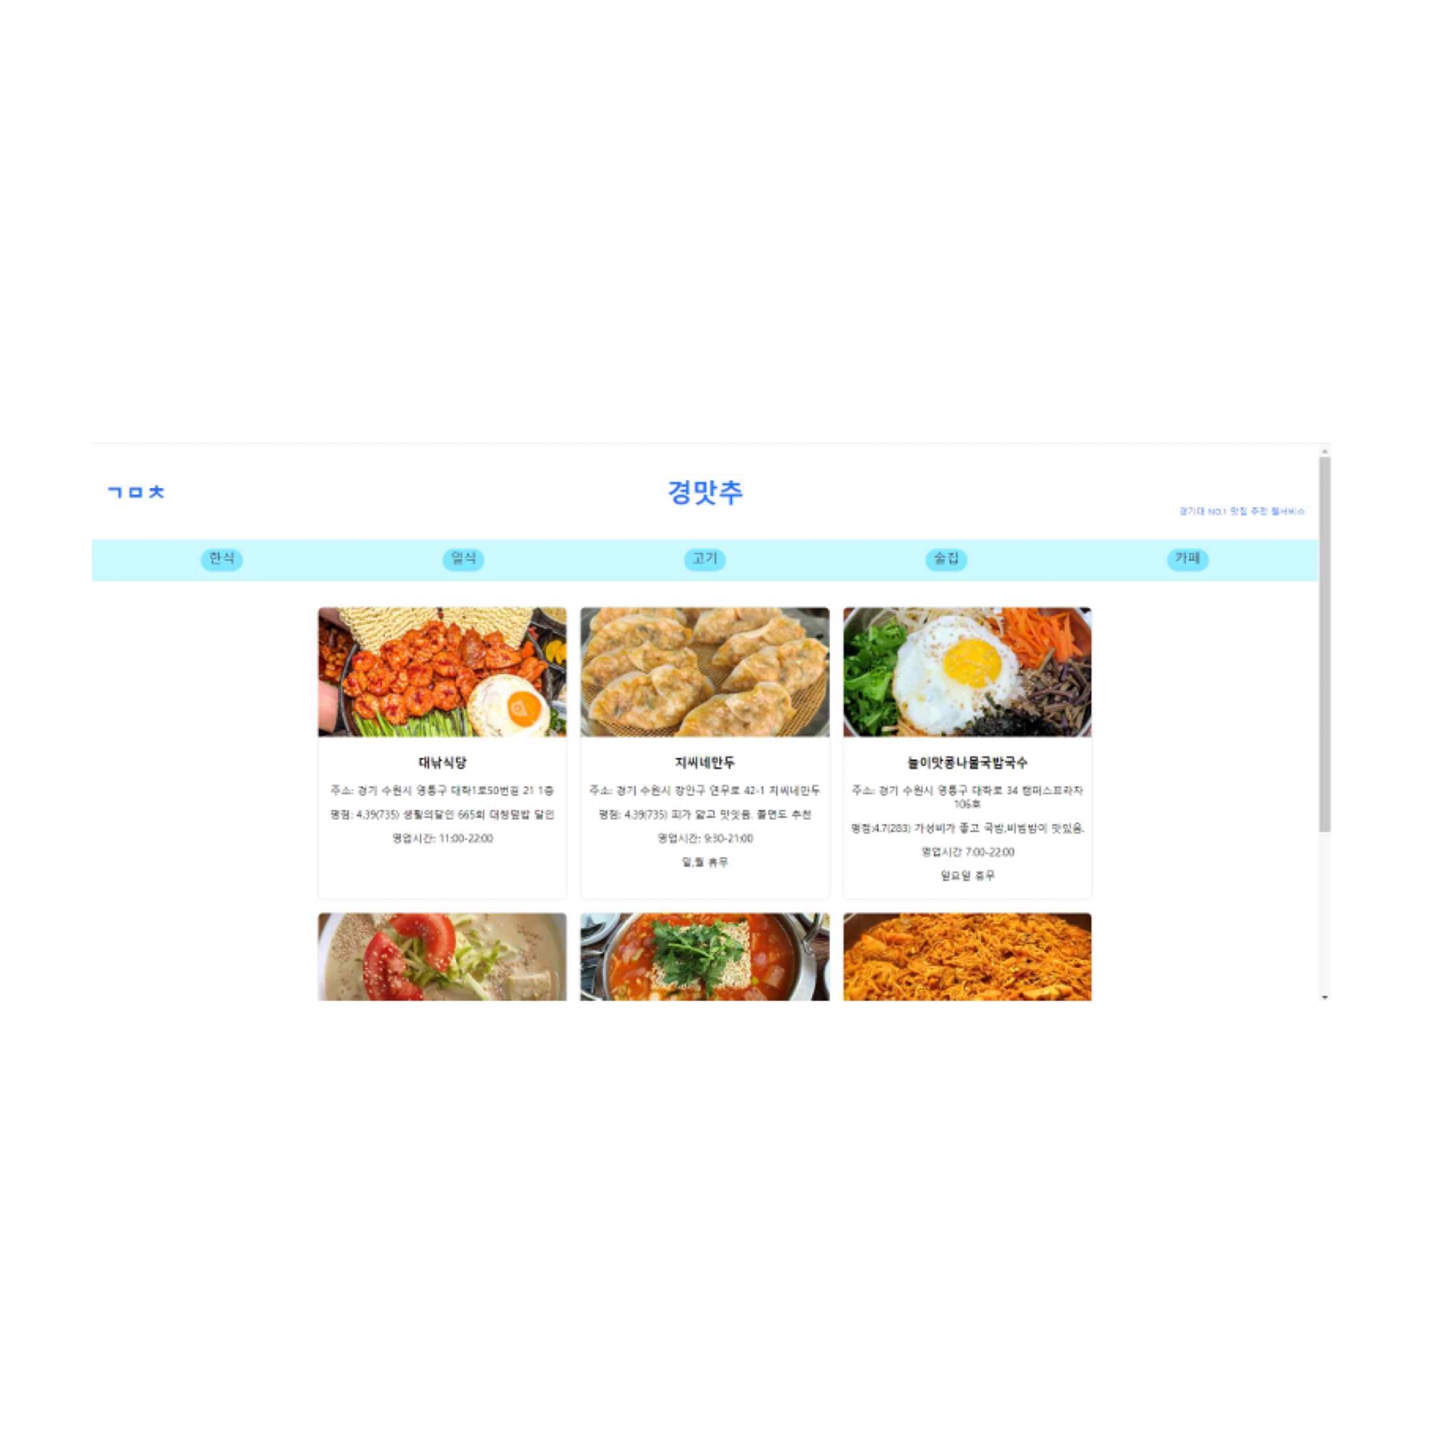 ㄱㅁㅊ
경맛추
경기대 NO.1 맛집 추천 웹서비스
한식 일식 고기 술집 카페
대낚식당
주소: 경기 수원시 영통구 대학1로50번길 21 1층
평점: 4.39(735) 생활의달인 665회 대창덮밥 달인
영업시간: 11:00-22:00
지씨네만두
주소: 경기 수원시 장안구 연무로 42-1 지씨네만두
평점: 4.39(735) 피가 얇고 맛잇음. 쫄면도 추천
영업시간: 9:30-21:00
일,월 휴무
놀이맛콩나물국밥국수
주소: 경기 수원시 영통구 대학로 34 캠퍼스프라자
106호
평점:4.7(283) 가성비가 좋고 국밥,비빔밥이 맛있음.
영업시간 7:00-22:00
일요일 휴무